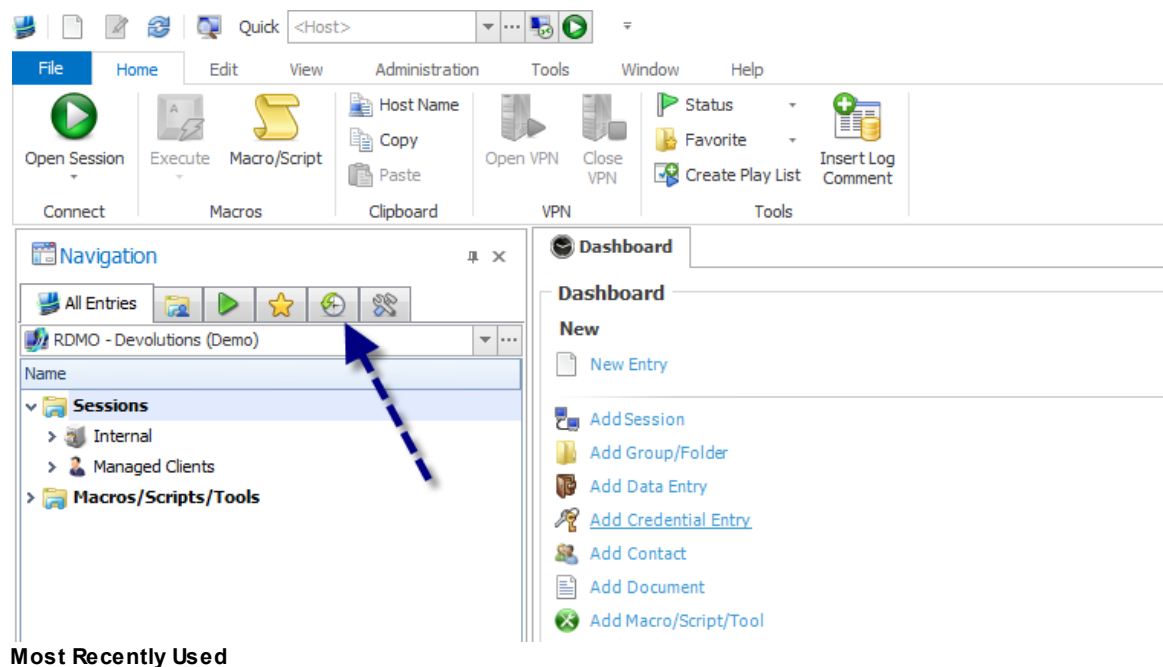 Quick <Host>
File Home Edit View Administration Tools Window Help
Open Session Execute Macro/Script Host Name Copy Paste Open VPN Close VPN Status Favorite Create Play List Insert Log Comment
Connect Macros Clipboard VPN Tools
Navigation
All Entries
RDMO - Devolutions (Demo)
Name
Sessions
Internal
Managed Clients
Macros/Scripts/Tools
Dashboard
Dashboard
New
New Entry
Add Session
Add Group/Folder
Add Data Entry
Add Credential Entry
Add Contact
Add Document
Add Macro/Script/Tool
Most Recently Used